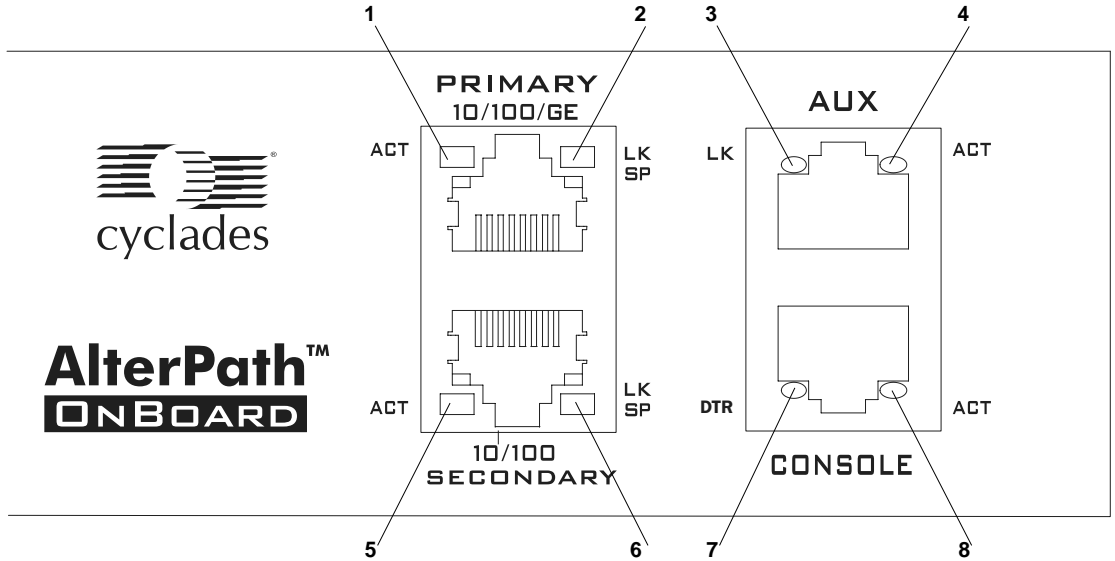 1 2 3 4
PRIMARY
10/100/GE
AUX
ACT
LK
SP
LK
ACT
®
cyclades
AlterPath™
ONBOARD
ACT
LK
SP
DTR
ACT
10/100
SECONDARY
CONSOLE
5 6 7 8